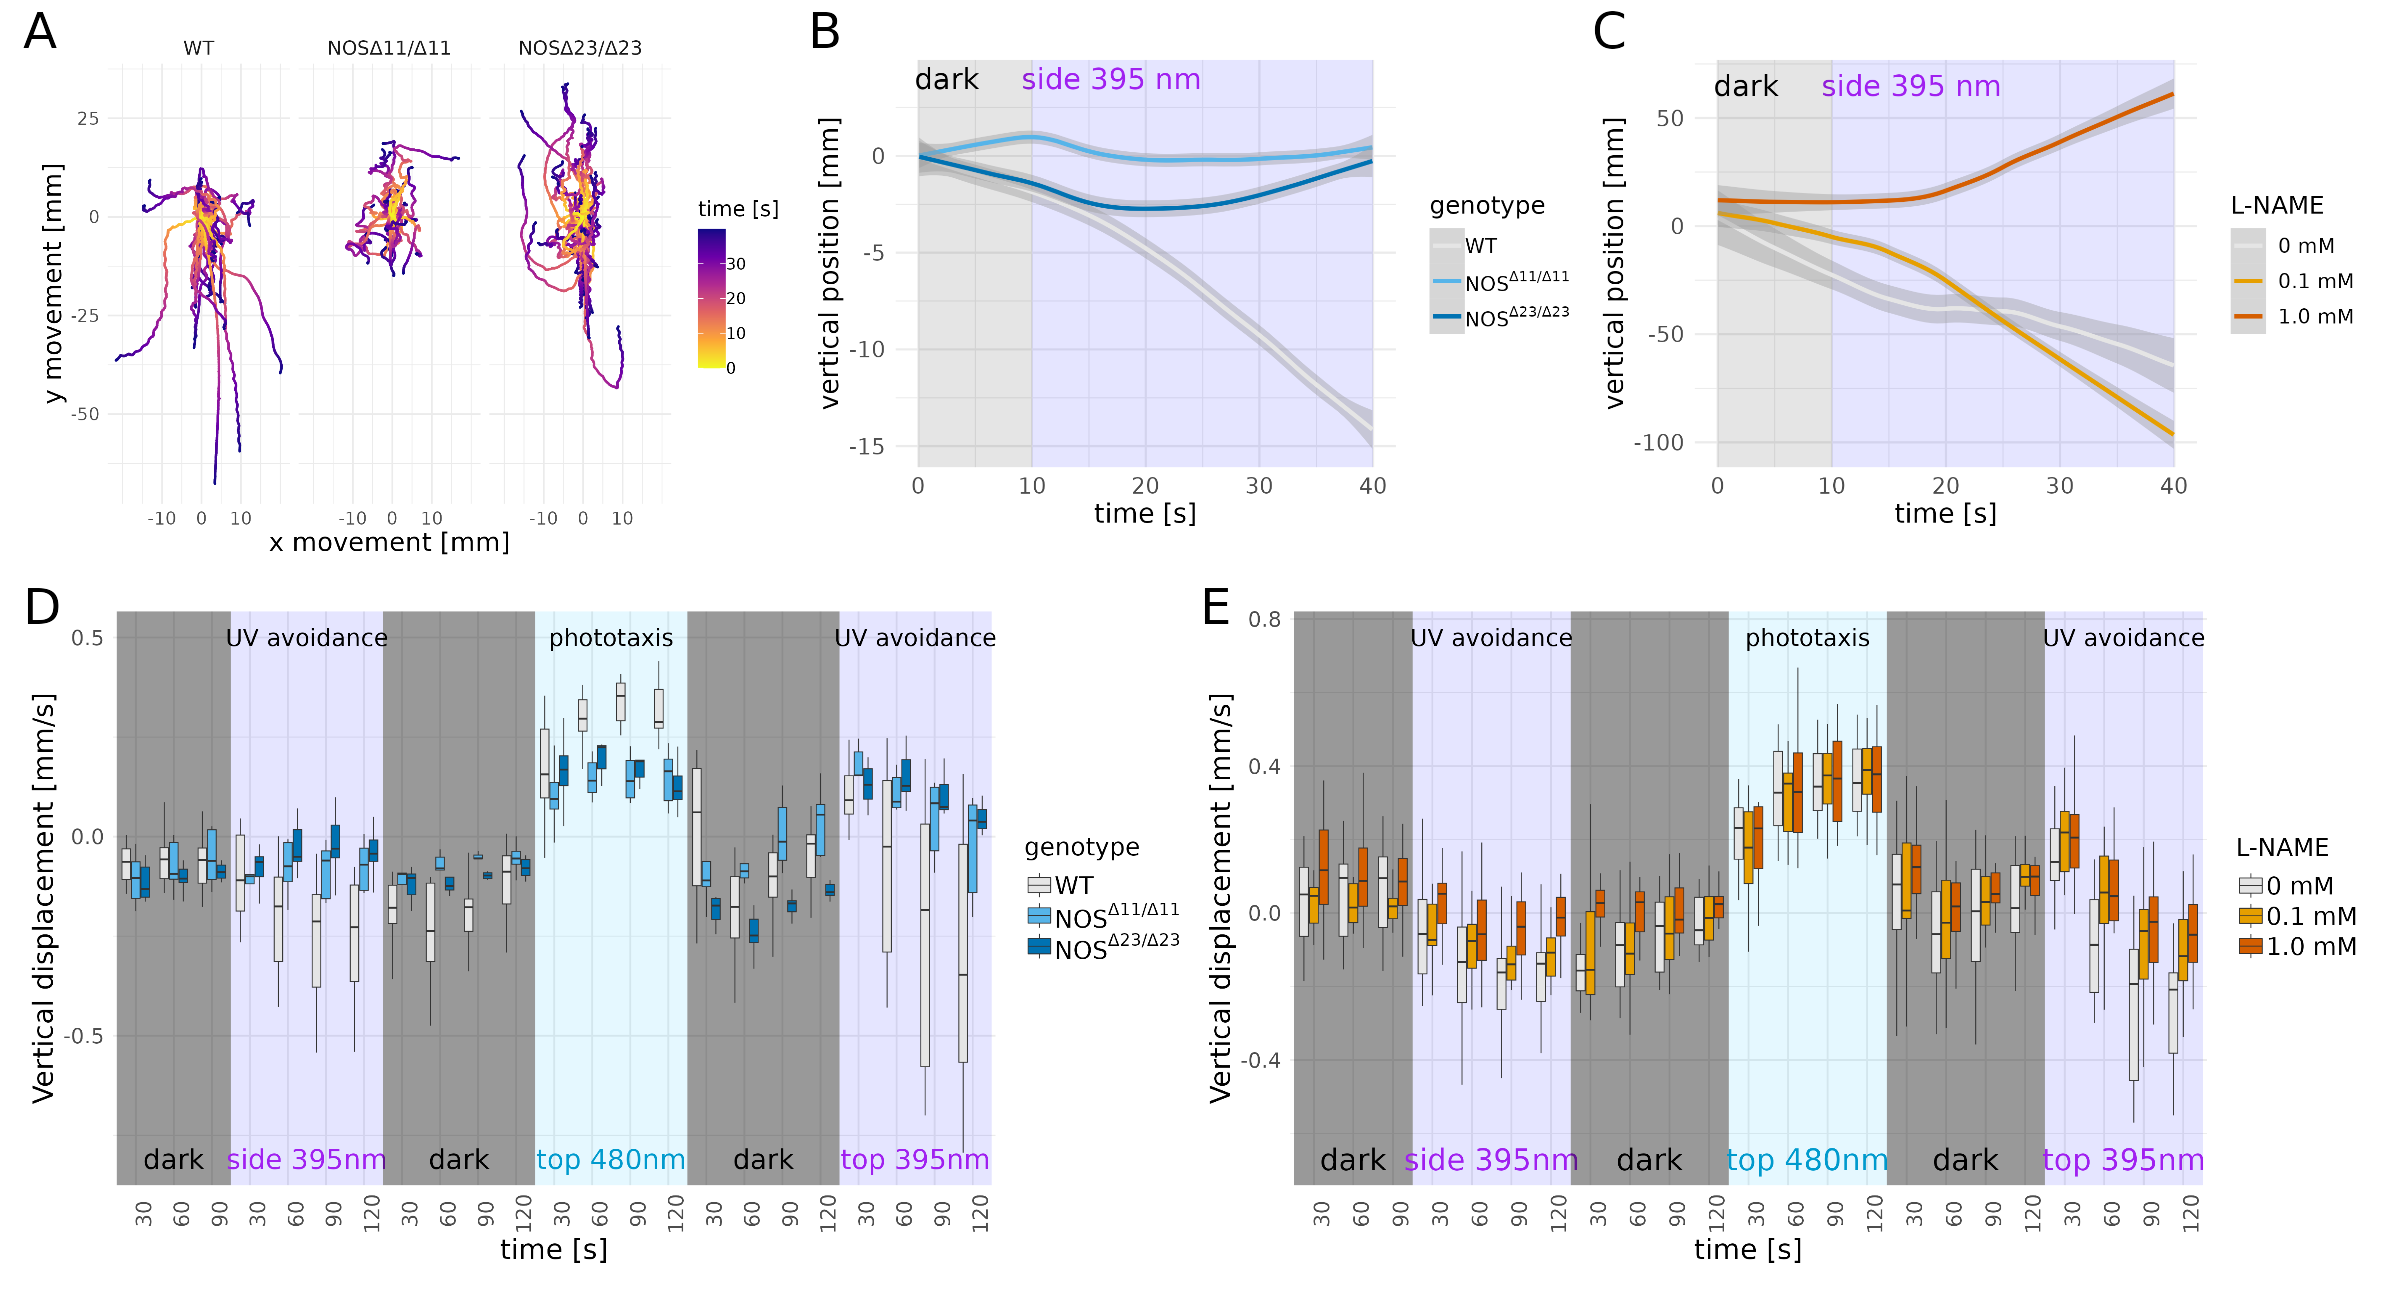 A
WT
NOSΔ11/Δ11
NOSΔ23/Δ23
25
0
-25
-50
y movement [mm]
-10 0 10
-10 0 10
-10 0 10
x movement [mm]
time [s]
30
20
10
0
B
dark
side 395 nm
0
-5
-10
-15
vertical position [mm]
0 10 20 30 40
time [s]
genotype
WT
NOSΔ11/Δ11
NOSΔ23/Δ23
C
dark
side 395 nm
50
0
-50
-100
vertical position [mm]
0 10 20 30 40
time [s]
L-NAME
0 mM
0.1 mM
1.0 mM
D
UV avoidance
phototaxis
UV avoidance
0.5
0.0
-0.5
Vertical displacement [mm/s]
dark
side 395nm
dark
top 480nm
dark
top 395nm
30 60 90 30 60 90 120 30 60 90 120 30 60 90 120 30 60 90 120 30 60 90 120
time [s]
genotype
WT
NOSΔ11/Δ11
NOSΔ23/Δ23
E
UV avoidance
phototaxis
UV avoidance
0.8
0.4
0.0
-0.4
Vertical displacement [mm/s]
dark
side 395nm
dark
top 480nm
dark
top 395nm
30 60 90 30 60 90 120 30 60 90 120 30 60 90 120 30 60 90 120 30 60 90 120
time [s]
L-NAME
0 mM
0.1 mM
1.0 mM